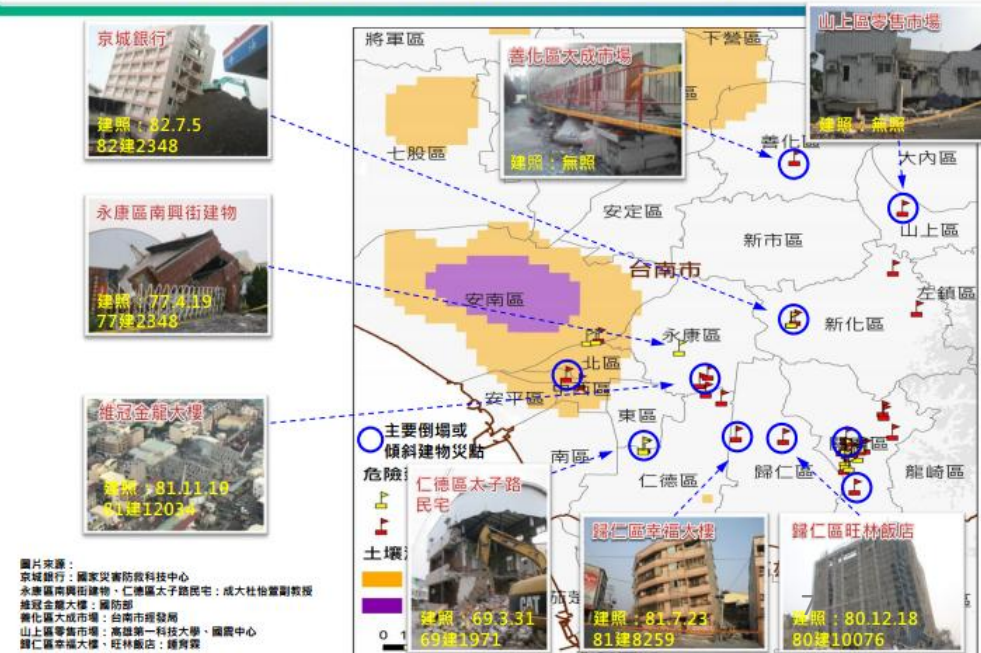 京城銀行
建照：82.7.5
82建2348
善化區大成市場
建照：無照
山上區零售市場
建照：無照
永康區南興街建物
建照：77.4.19
77建2348
維冠金龍大樓
建照：81.11.19
81建12034
將軍區
下營區
七股區
善化區
大內區
安定區
山上區
新市區
台南市
左鎮區
安南區
新化區
永康區
北區
安平區
東區
南區
仁德區
歸仁區
龍崎區
主要倒塌或
傾斜建物災點
危險
土壤
0 1
仁德區太子路
民宅
建照：69.3.31
69建1971
歸仁區幸福大樓
建照：81.7.23
81建8259
歸仁區旺林飯店
建照：80.12.18
80建10076
CAT
圖片來源：
京城銀行：國家災害防救科技中心
永康區南興街建物、仁德區太子路民宅：成大杜怡萱副教授
維冠金龍大樓：國防部
善化區大成市場：台南市經發局
山上區零售市場：高雄第一科技大學、國震中心
歸仁區幸福大樓、旺林飯店：鍾育霖